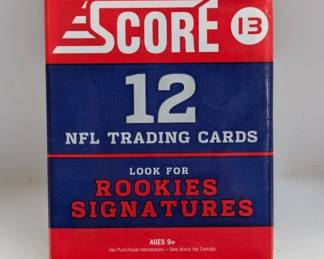 SCORE 13
12
NFL TRADING CARDS
LOOK FOR
ROOKIES
SIGNATURES
AGES 9+
No Purchase Necessary – See Back for Details